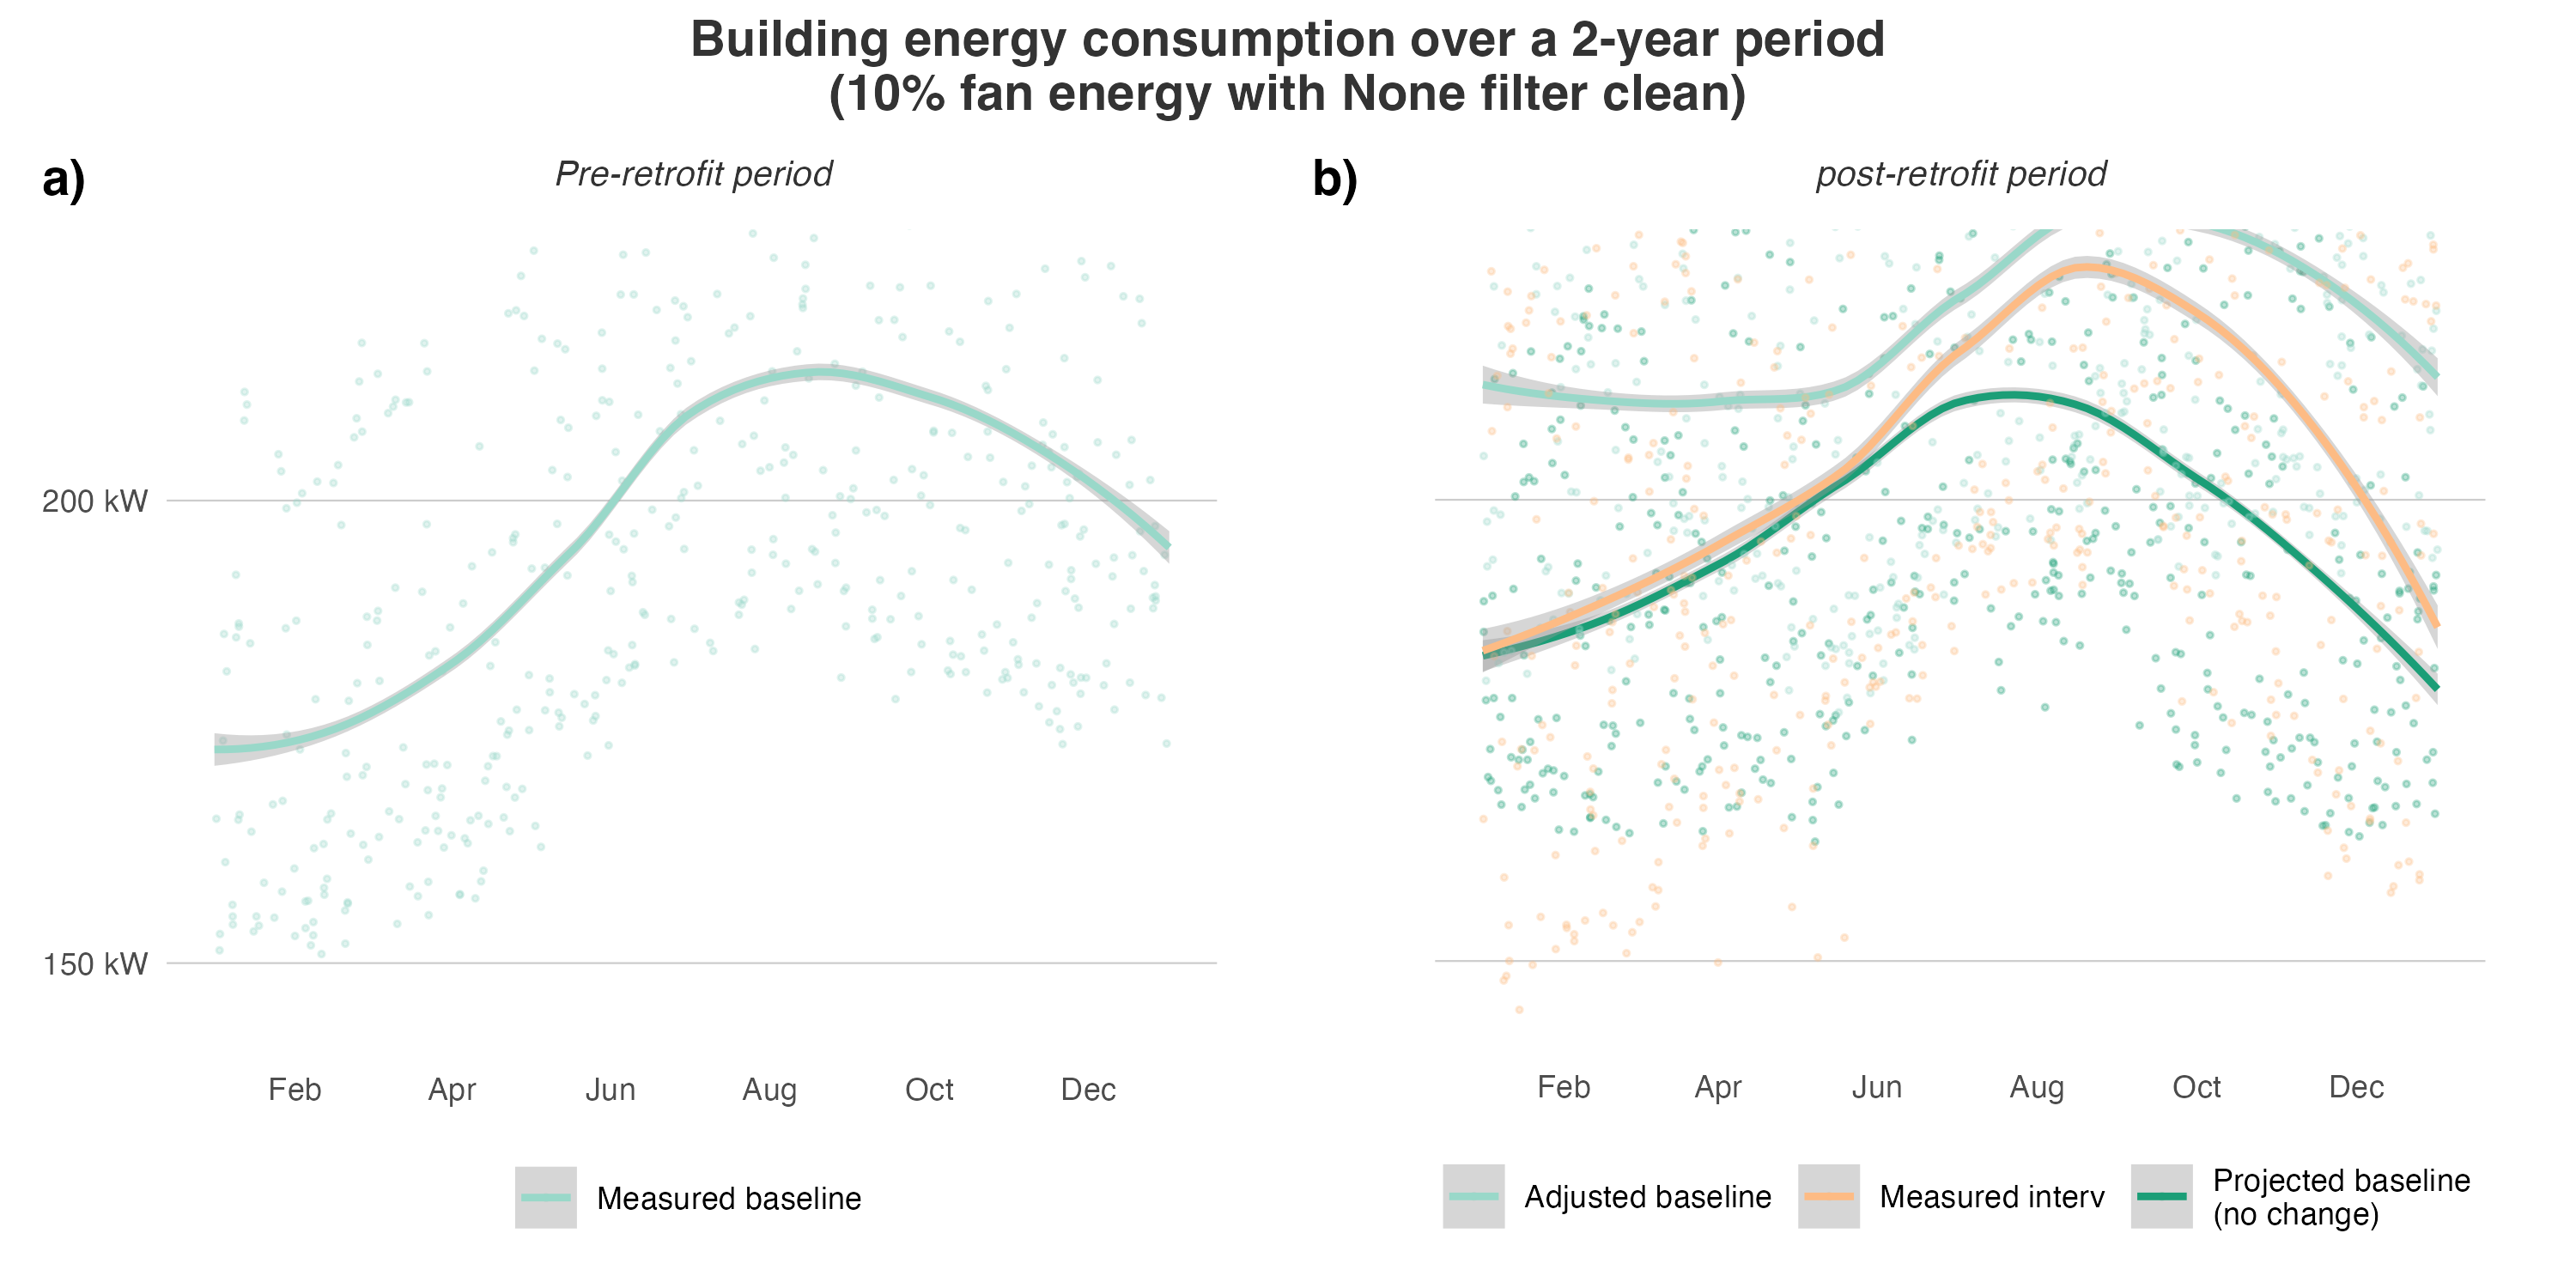 Building energy consumption over a 2-year period
(10% fan energy with None filter clean)
a)
Pre-retrofit period
200 kW
150 kW
Feb Apr Jun Aug Oct Dec
Measured baseline
b)
post-retrofit period
Feb Apr Jun Aug Oct Dec
Adjusted baseline
Measured interv
Projected baseline
(no change)